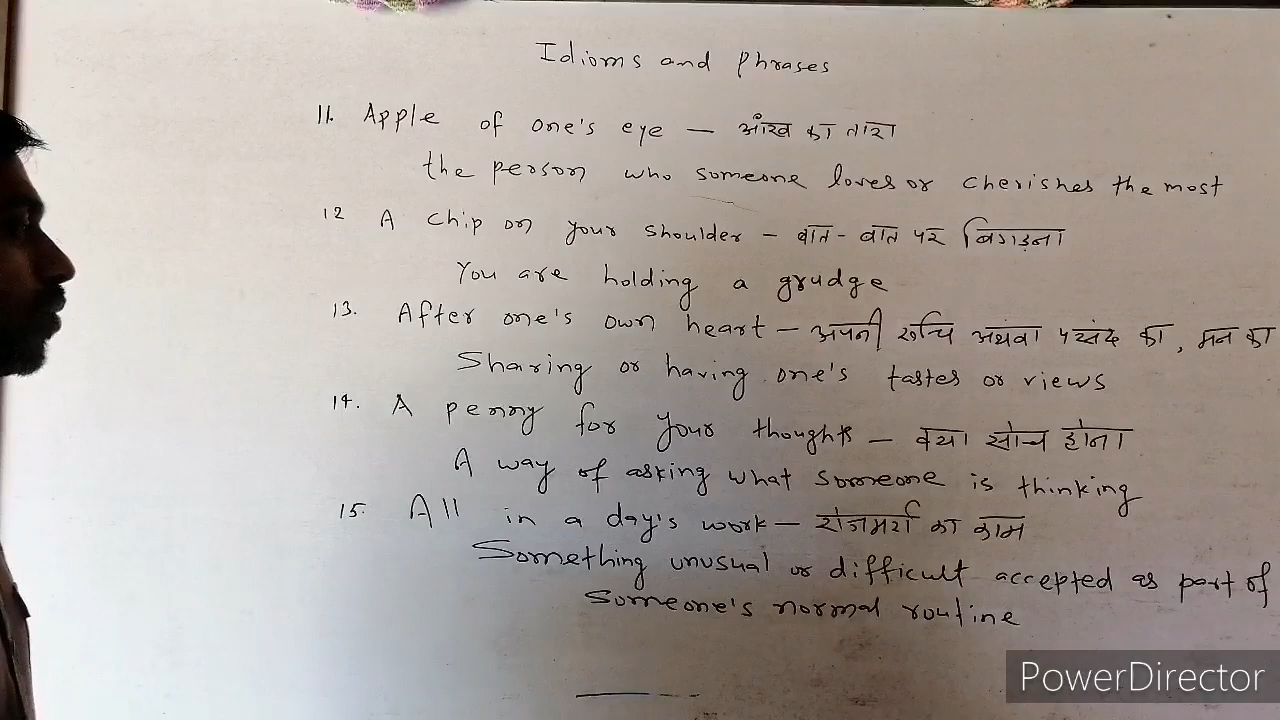 Idioms and Phrases
11. Apple of one's eye — आँख का तारा
the person who someone loves or cherishes the most
12 A chip on your shoulder – बात-बात पर बिगड़ना
You are holding a grudge
13. After one's own heart – अपनी रुचि अथवा पसंद का, मन का
Sharing or having one's tastes or views
14. A penny for your thoughts – क्या सोच होना
A way of asking what someone is thinking
15. All in a day's work – रोजमर्रा का काम
Something unusual or difficult accepted as part of
Someone's normal routine
PowerDirector